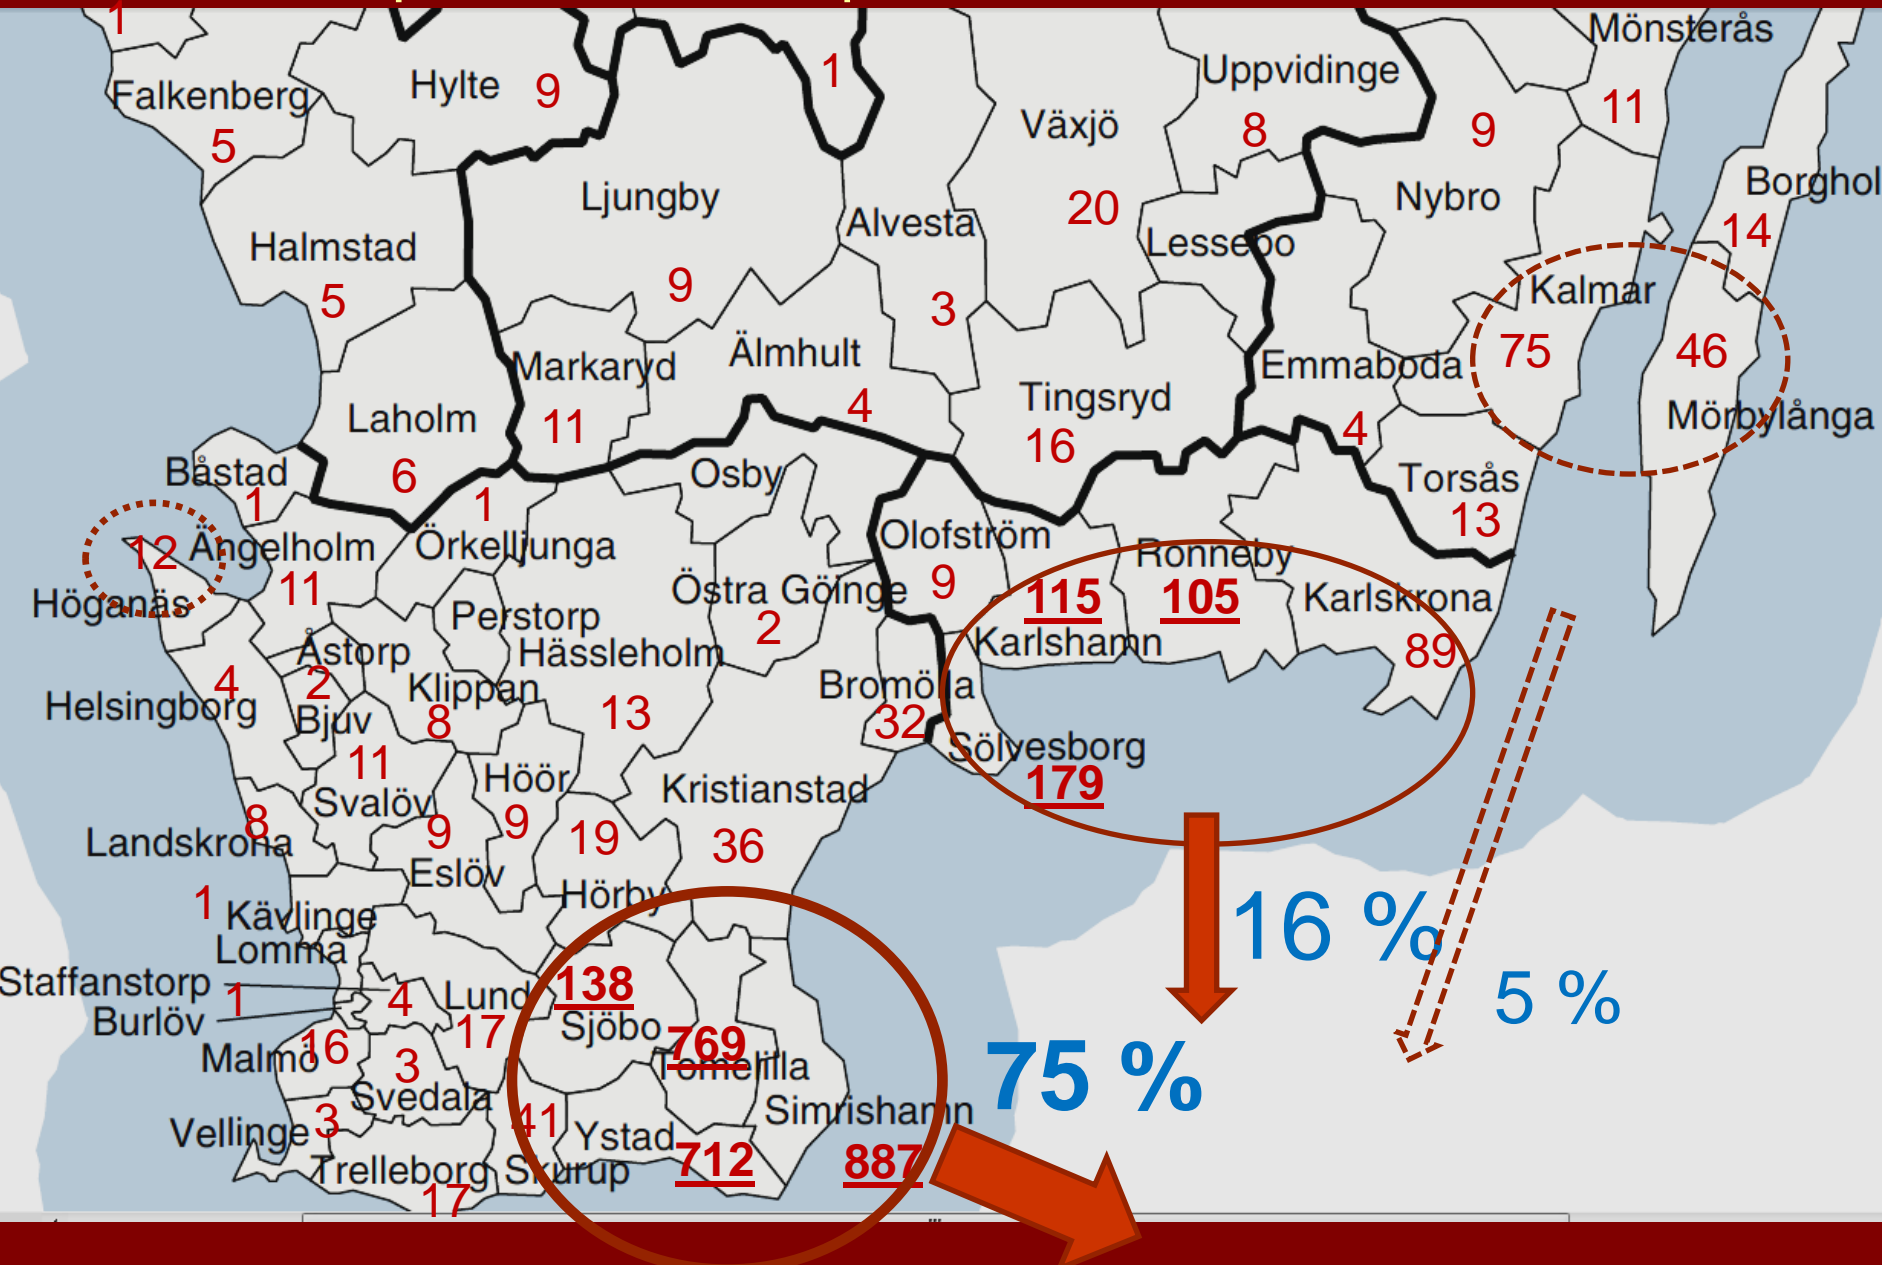 1
Mönsterås
Falkenberg
Hylte
9
1
Uppvidinge
11
5
Växjö
8
9
Ljungby
Borghol
Halmstad
Alvesta
20
Nybro
14
Lessebo
5
9
3
Kalmar
Markaryd
Älmhult
Emmaboda
75
46
Laholm
11
4
Tingsryd
4
Mörbylånga
16
Båstad
6
Osby
Torsås
1
1
13
12
Ängelholm
Örkelljunga
Olofström
Ronneby
Höganäs
11
Östra Göinge
9
115
105
Karlskrona
Perstorp
2
Karlshamn
89
Åstorp
Hässleholm
4
2
Klippan
Bromölla
Helsingborg
Bjuv
8
13
32
Sölvesborg
11
Höör
Kristianstad
179
Svalöv
8
9
9
19
36
Landskrona
Eslöv
Hörby
1
Kävlinge
16 %
Lomma
Staffanstorp
1
4
Lund
138
5 %
Burlöv
17
Sjöbo
769
Malmö
16
3
Tomelilla
75 %
Svedala
Simrishamn
Vellinge
3
41
Ystad
712
887
Trelleborg
Skurup
17